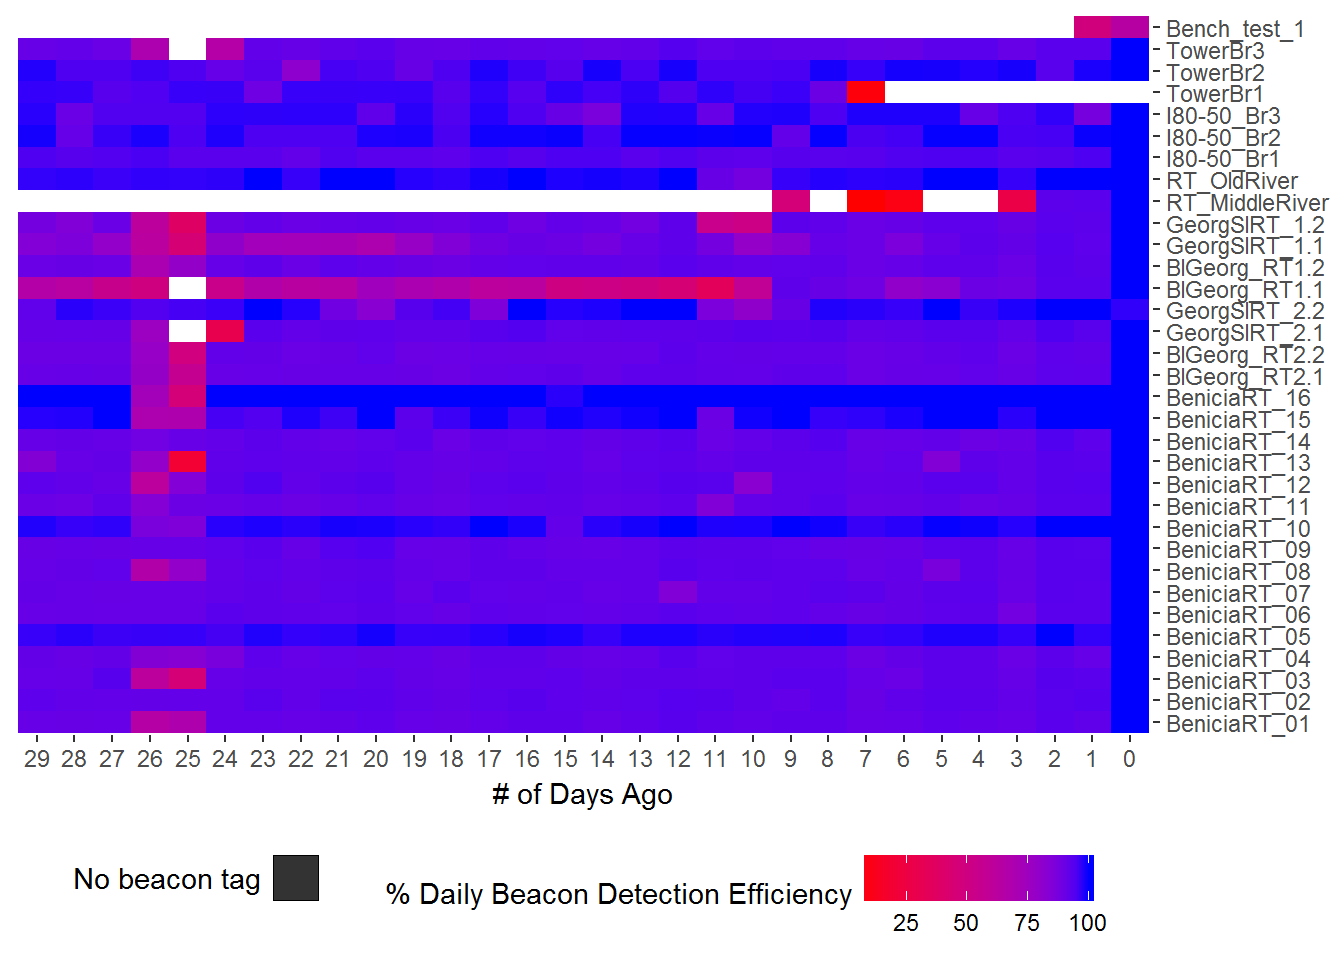 Bench_test_1
TowerBr3
TowerBr2
TowerBr1
I80-50_Br3
I80-50_Br2
I80-50_Br1
RT_OldRiver
RT_MiddleRiver
GeorgSlRT_1.2
GeorgSlRT_1.1
BlGeorg_RT1.2
BlGeorg_RT1.1
GeorgSlRT_2.2
GeorgSlRT_2.1
BlGeorg_RT2.2
BlGeorg_RT2.1
BeniciaRT_16
BeniciaRT_15
BeniciaRT_14
BeniciaRT_13
BeniciaRT_12
BeniciaRT_11
BeniciaRT_10
BeniciaRT_09
BeniciaRT_08
BeniciaRT_07
BeniciaRT_06
BeniciaRT_05
BeniciaRT_04
BeniciaRT_03
BeniciaRT_02
BeniciaRT_01
29 28 27 26 25 24 23 22 21 20 19 18 17 16 15 14 13 12 11 10 9 8 7 6 5 4 3 2 1 0
# of Days Ago
No beacon tag
% Daily Beacon Detection Efficiency
25 50 75 100